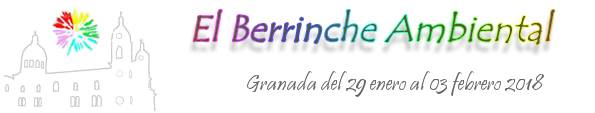 El Berrinche Ambiental
Granada del 29 enero al 03 febrero 2018